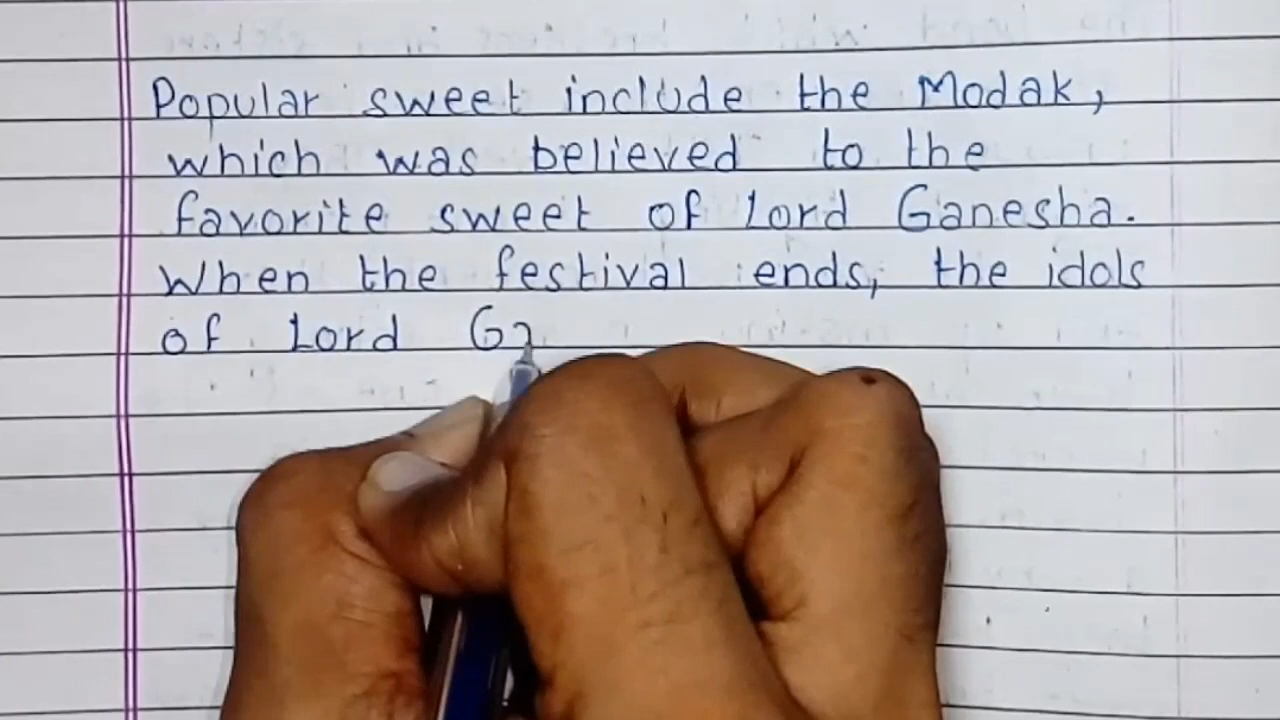 Popular sweet include the Modak,
which was believed to the
favorite sweet of Lord Ganesha.
When the festival ends, the idols
of Lord